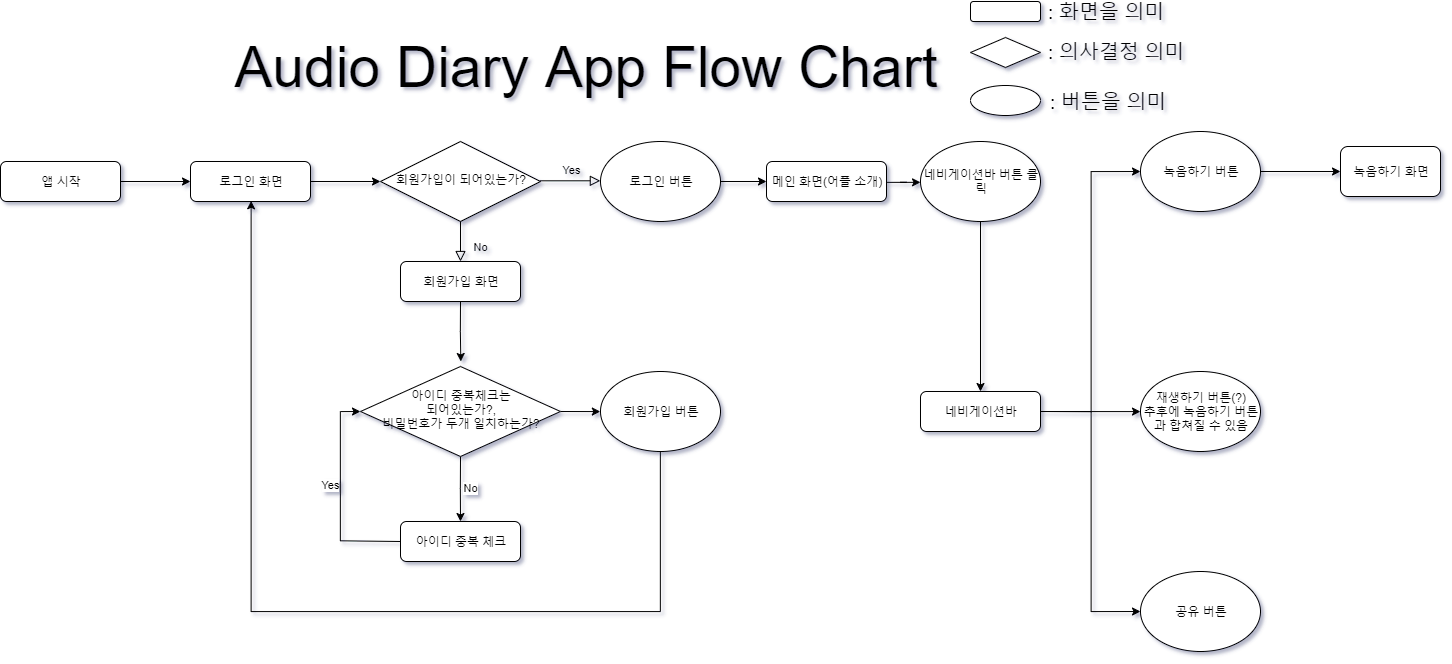 : 화면을 의미
Audio Diary App Flow Chart
: 의사결정 의미
: 버튼을 의미
앱 시작
로그인 화면
회원가입이 되어있는가?
Yes
로그인 버튼
메인 화면(어플 소개)
네비게이션바 버튼 클
릭
녹음하기 버튼
녹음하기 화면
No
회원가입 화면
아이디 중복체크는
되어있는가?,
비밀번호가 두개 일지하는가?
회원가입 버튼
네비게이션바
재생하기 버튼(?)
추후에 녹음하기 버튼
과 합쳐질 수 있음
Yes
No
아이디 중복 체크
공유 버튼